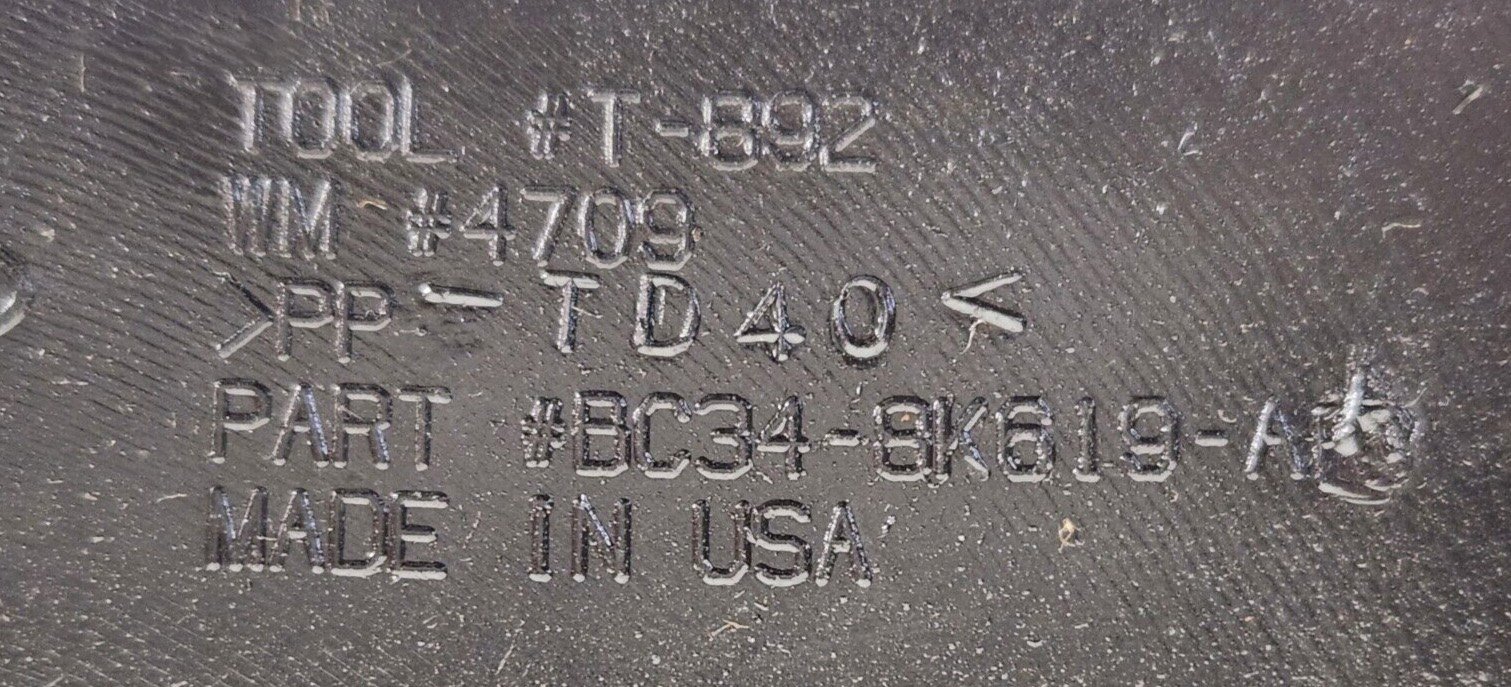 TOOL #T-892
WM #4709
>PP-TD40<
PART #BC34-8K619-A
MADE IN USA